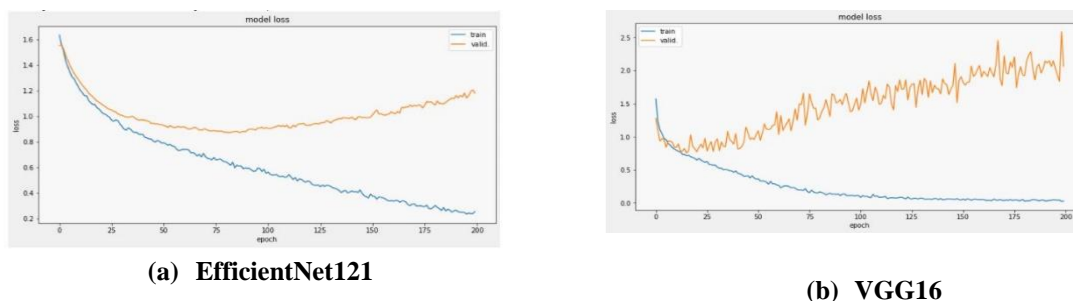 model loss
train
valid.
1.6
1.4
1.2
1.0
0.8
0.6
0.4
0.2
loss
0 25 50 75 100 125 150 175 200
epoch
(a) EfficientNet121
model loss
train
valid.
2.5
2.0
1.5
1.0
0.5
0.0
loss
0 25 50 75 100 125 150 175 200
epoch
(b) VGG16